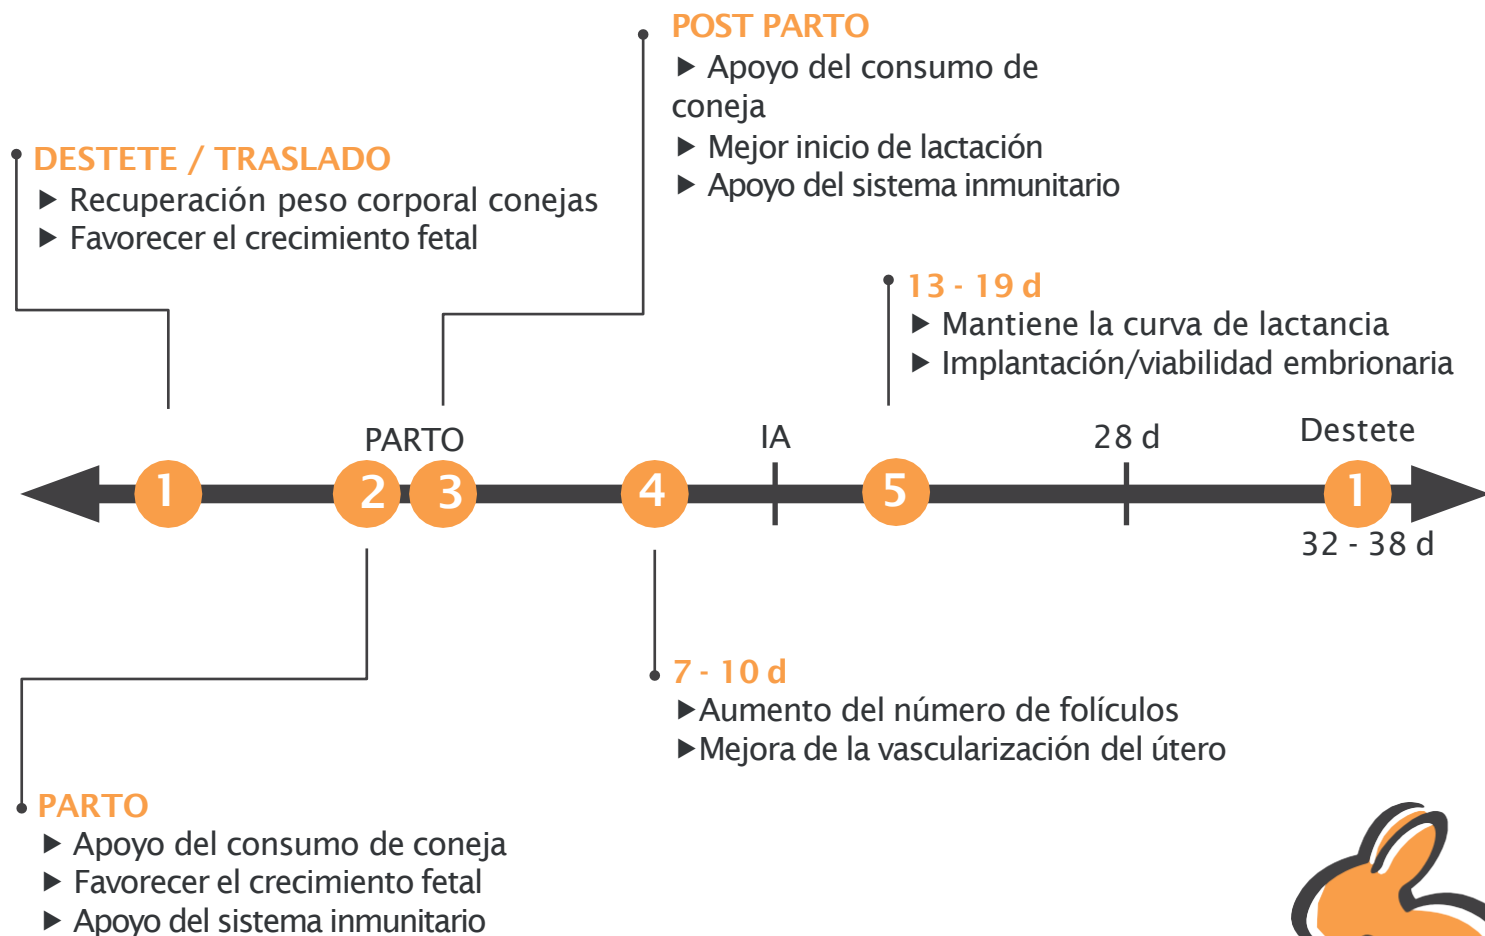 POST PARTO
▶ Apoyo del consumo de
coneja
▶ Mejor inicio de lactación
▶ Apoyo del sistema inmunitario
DESTETE / TRASLADO
▶ Recuperación peso corporal conejas
▶ Favorecer el crecimiento fetal
13 - 19 d
▶ Mantiene la curva de lactancia
▶ Implantación/viabilidad embrionaria
PARTO
IA
28 d
Destete
1
2
3
4
5
1
32 - 38 d
7 - 10 d
▶Aumento del número de folículos
▶Mejora de la vascularización del útero
PARTO
▶ Apoyo del consumo de coneja
▶ Favorecer el crecimiento fetal
▶ Apoyo del sistema inmunitario